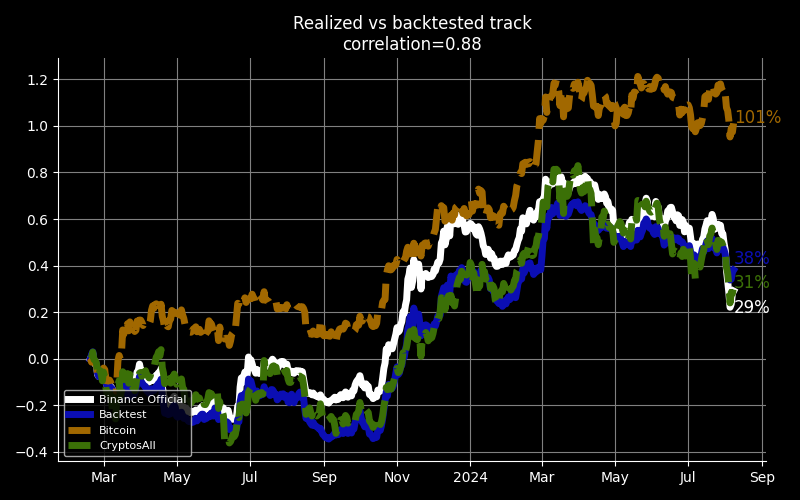 Realized vs backtested track
correlation=0.88
1.2
1.0
0.8
0.6
0.4
0.2
0.0
−0.2
−0.4
101%
38%
31%
29%
Binance Official
Backtest
Bitcoin
CryptosAll
Mar May Jul Sep Nov 2024 Mar May Jul Sep